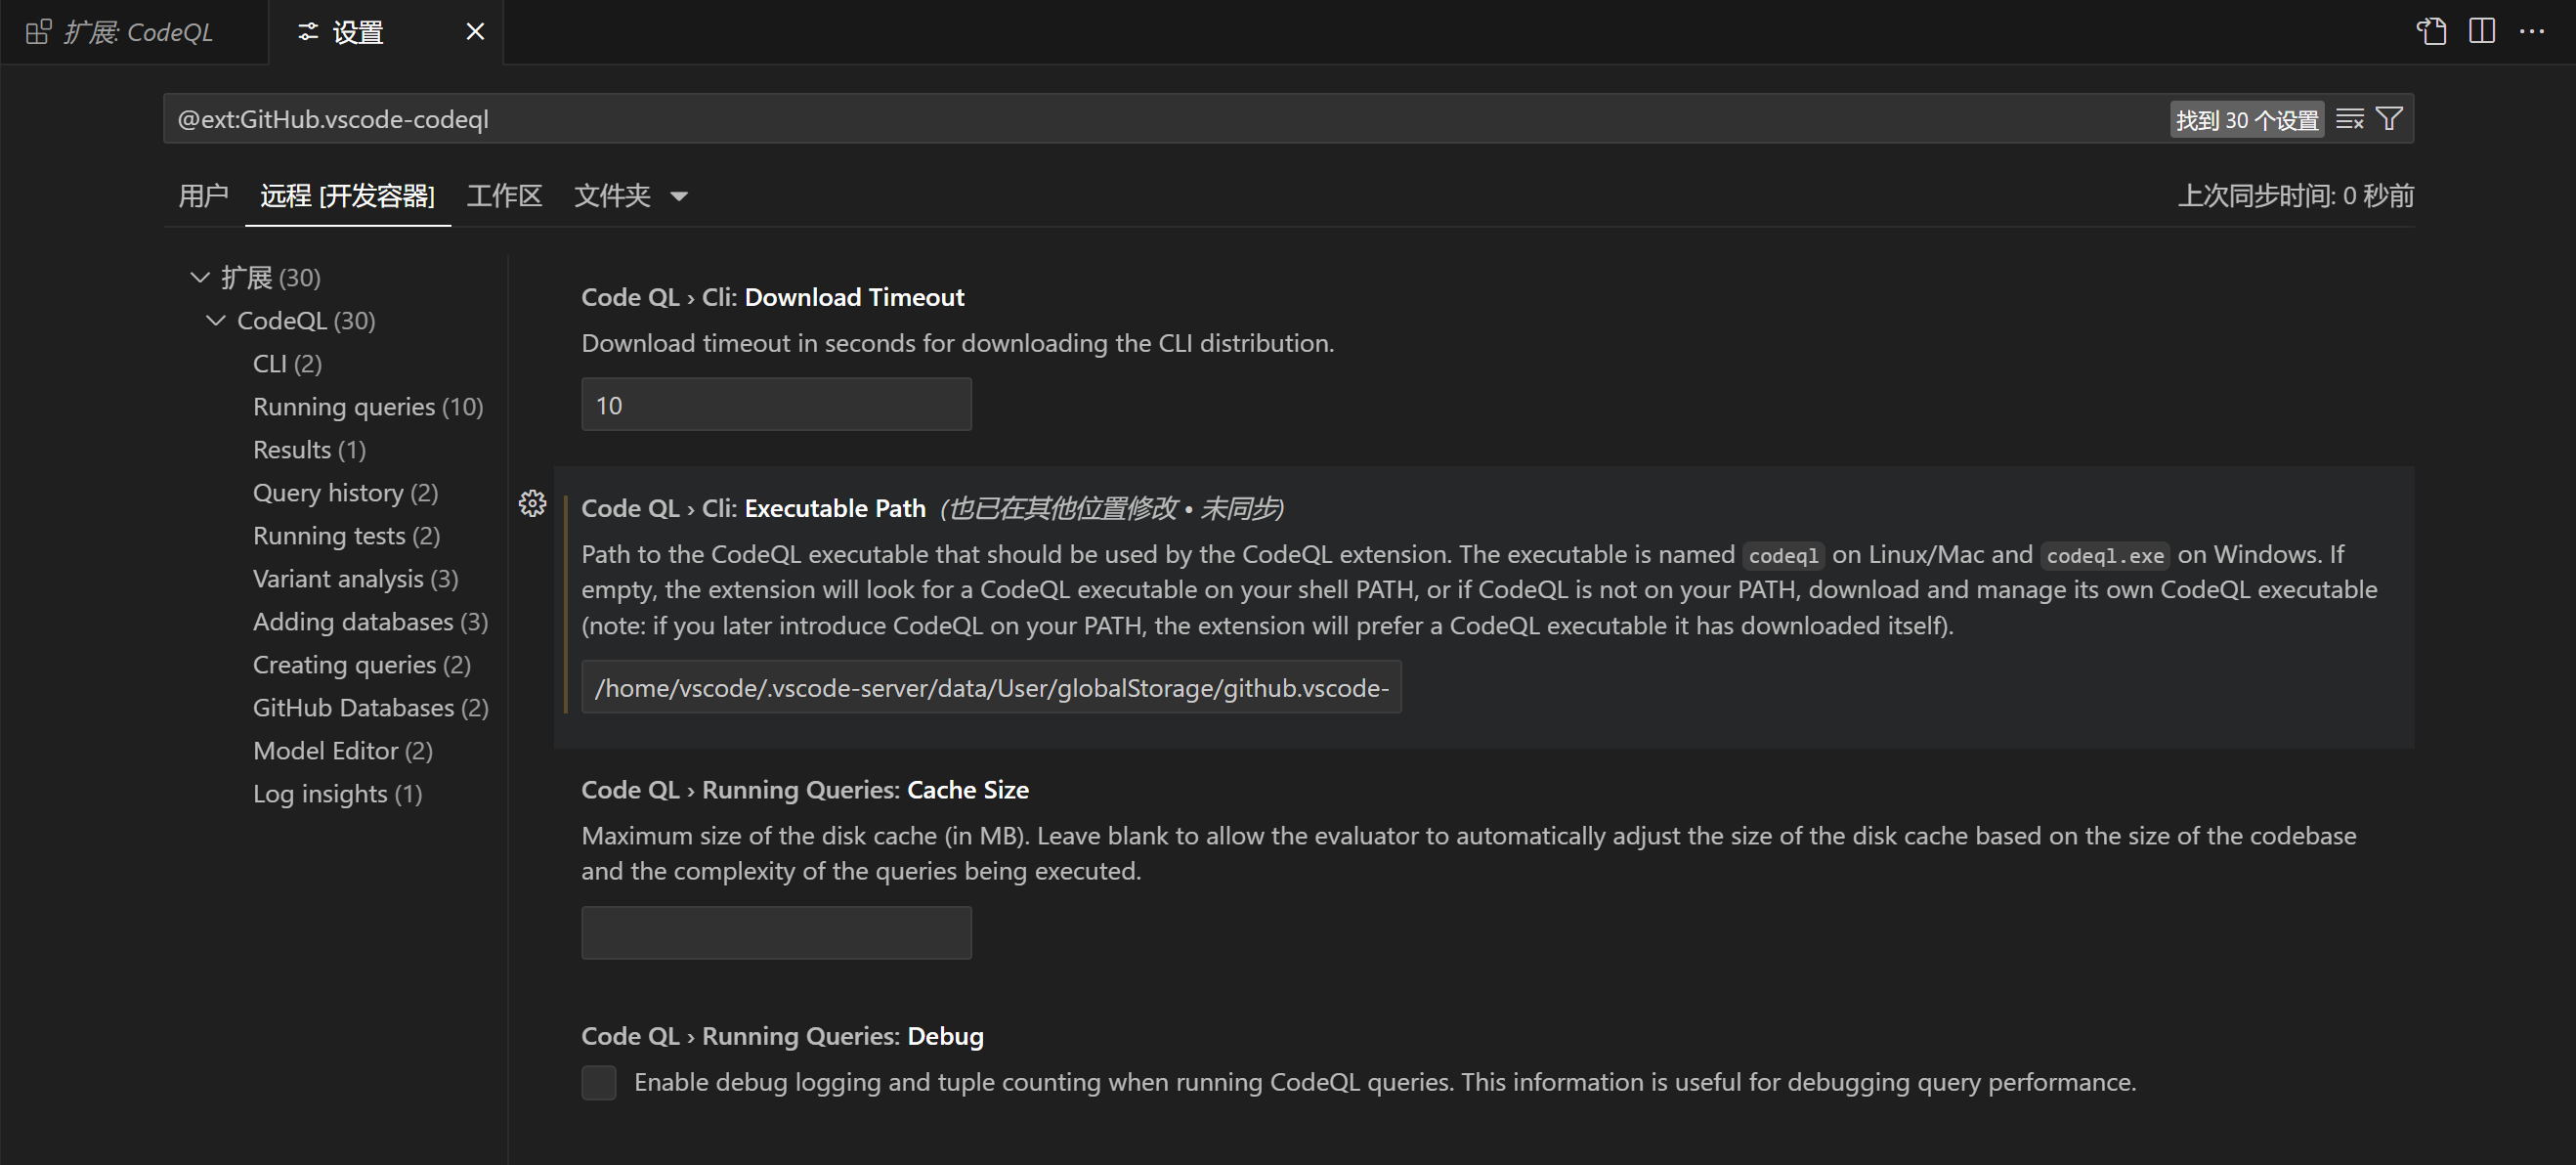 扩展: CodeQL
设置
@ext:GitHub.vscode-codeql
找到 30 个设置
用户 远程 [开发容器] 工作区 文件夹
上次同步时间: 0 秒前
扩展 (30)
CodeQL (30)
CLI (2)
Running queries (10)
Results (1)
Query history (2)
Running tests (2)
Variant analysis (3)
Adding databases (3)
Creating queries (2)
GitHub Databases (2)
Model Editor (2)
Log insights (1)
Code QL › Cli: Download Timeout
Download timeout in seconds for downloading the CLI distribution.
10
Code QL › Cli: Executable Path (也已在其他位置修改 • 未同步)
Path to the CodeQL executable that should be used by the CodeQL extension. The executable is named codeql on Linux/Mac and codeql.exe on Windows. If
empty, the extension will look for a CodeQL executable on your shell PATH, or if CodeQL is not on your PATH, download and manage its own CodeQL executable
(note: if you later introduce CodeQL on your PATH, the extension will prefer a CodeQL executable it has downloaded itself).
/home/vscode/.vscode-server/data/User/globalStorage/github.vscode-
Code QL › Running Queries: Cache Size
Maximum size of the disk cache (in MB). Leave blank to allow the evaluator to automatically adjust the size of the disk cache based on the size of the codebase
and the complexity of the queries being executed.
Code QL › Running Queries: Debug
Enable debug logging and tuple counting when running CodeQL queries. This information is useful for debugging query performance.